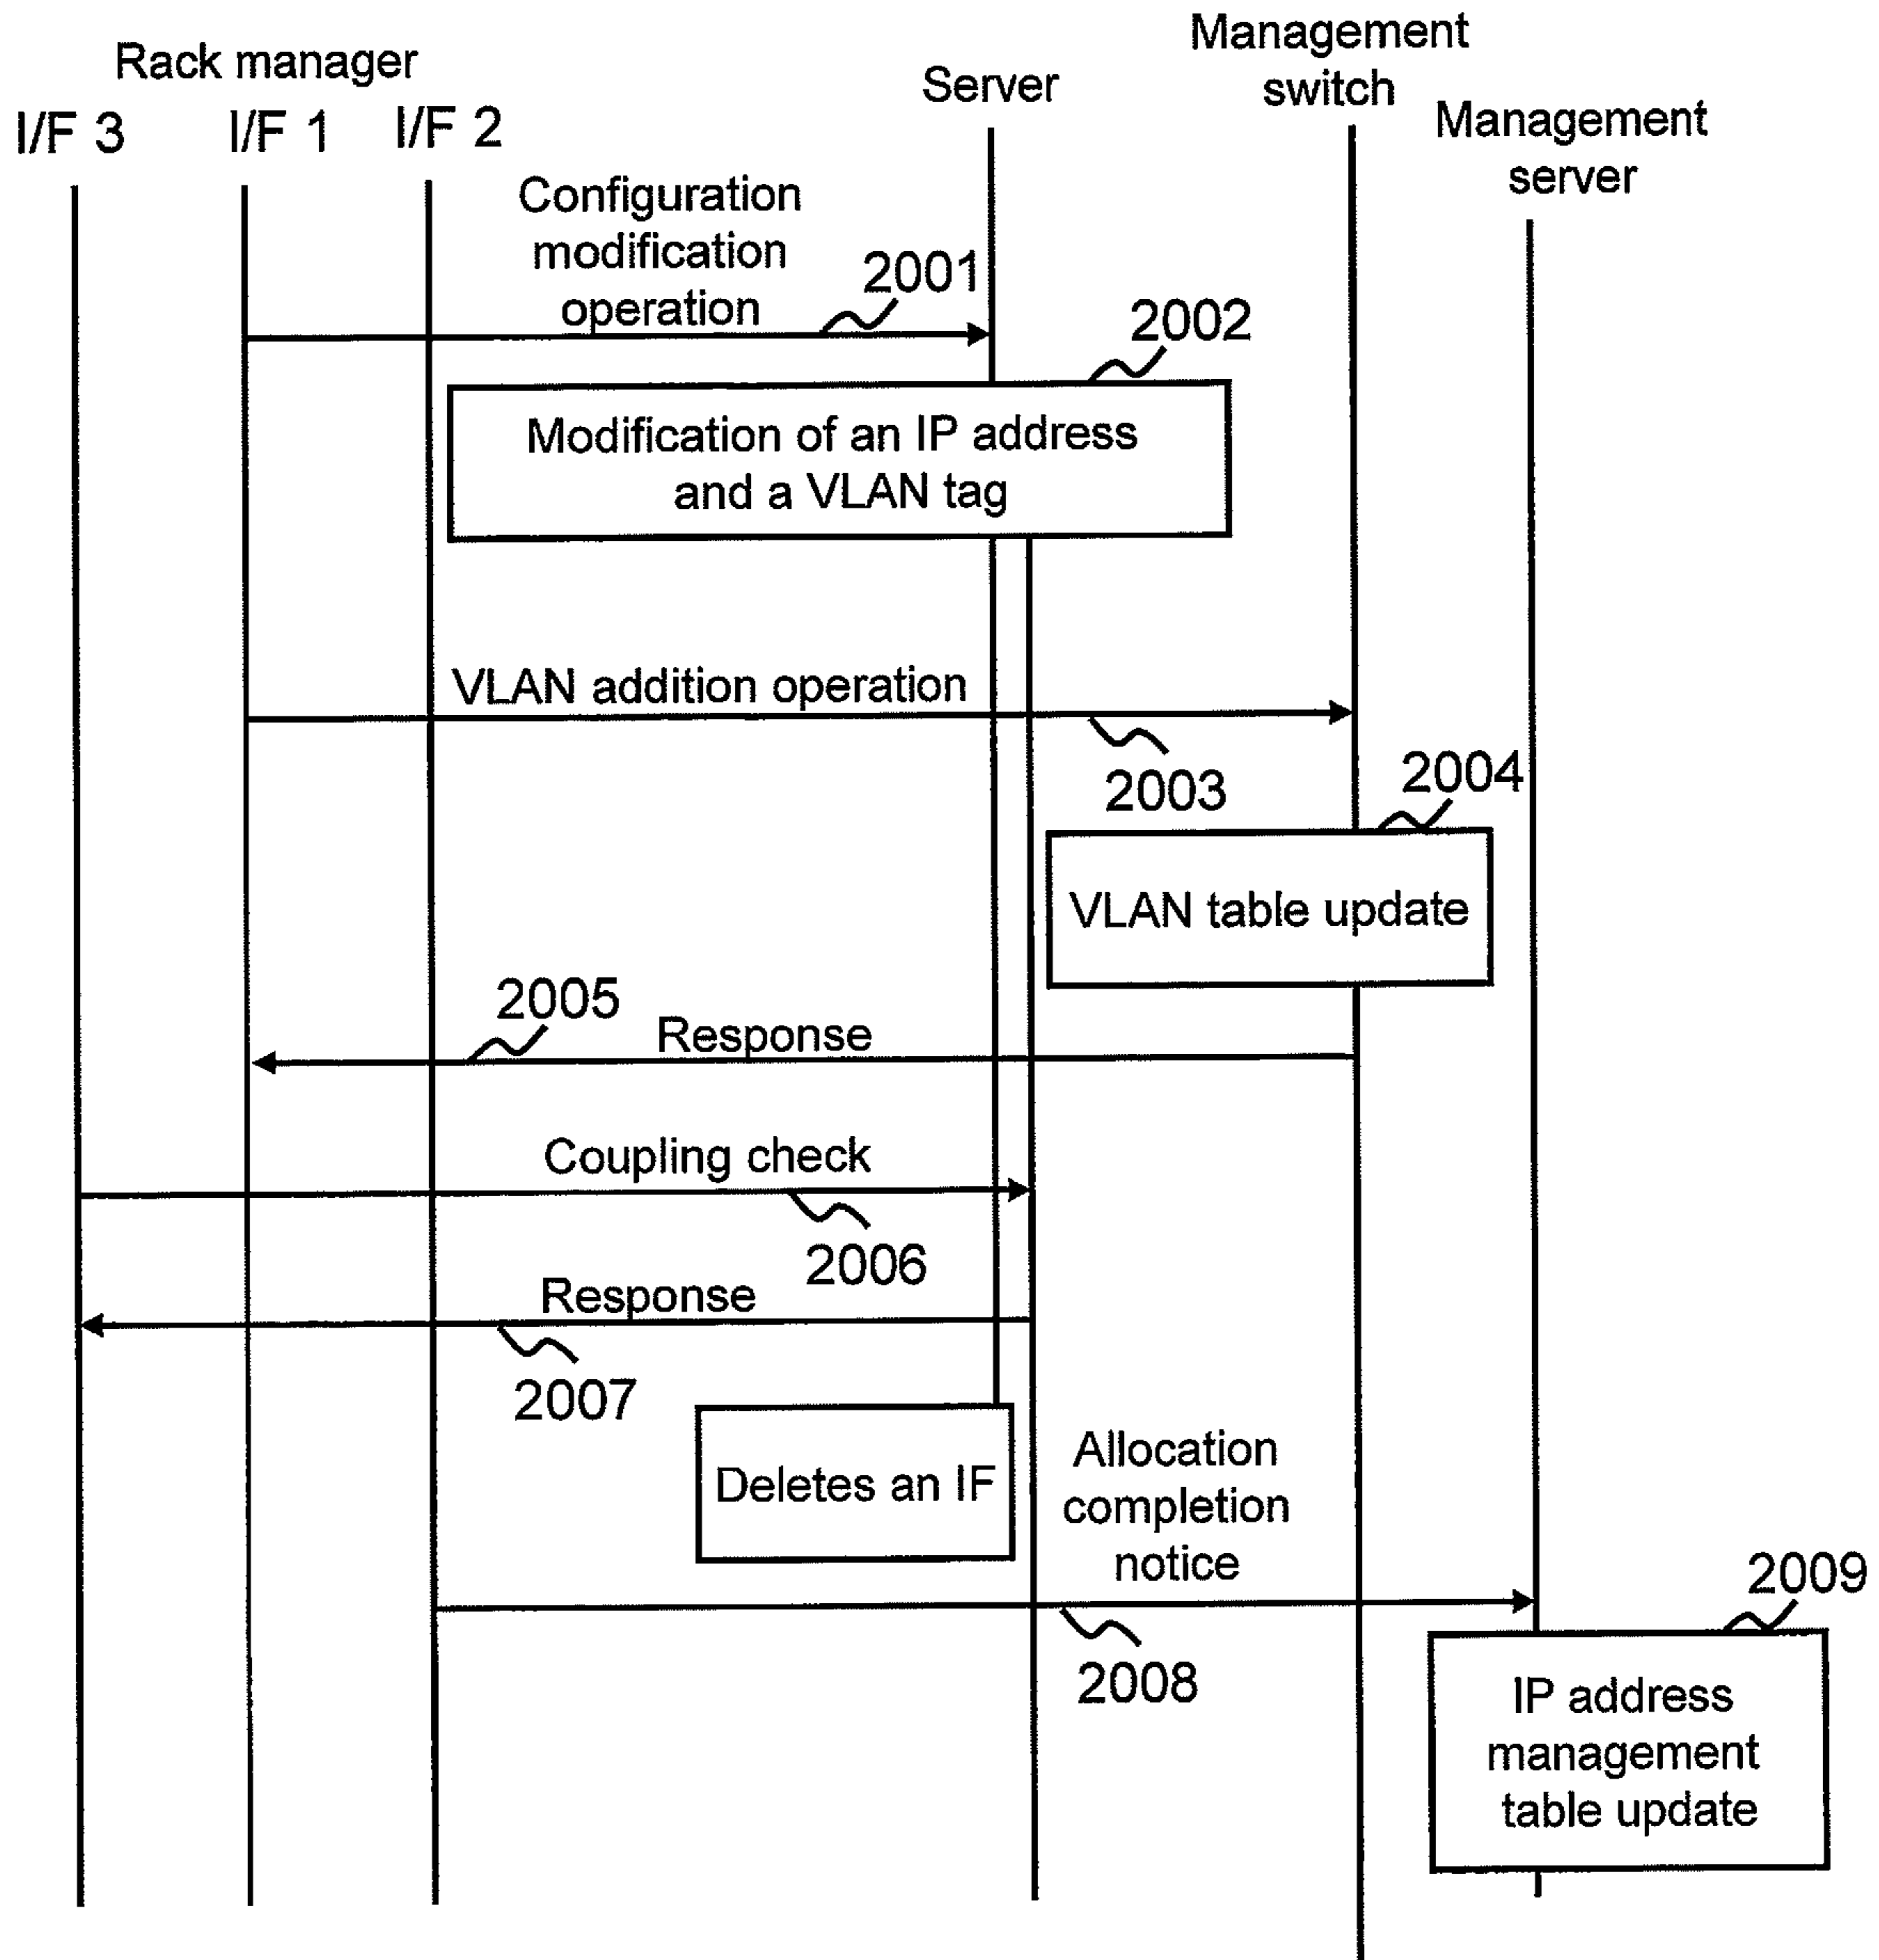 Rack manager
I/F 3
I/F 1
I/F 2
Server
Management
switch
Management
server
Configuration
modification
operation
2001
2002
Modification of an IP address
and a VLAN tag
VLAN addition operation
2003
2004
VLAN table update
2005
Response
Coupling check
2006
Response
2007
Deletes an IF
Allocation
completion
notice
2008
2009
IP address
management
table update